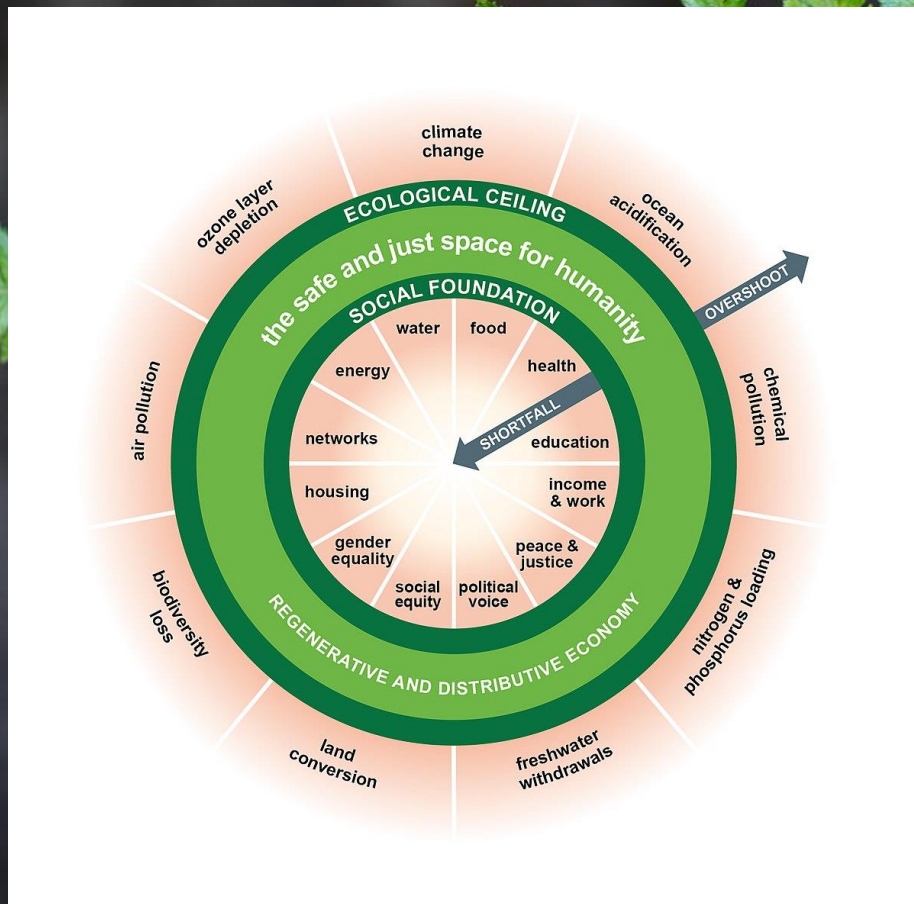 climate
change
ocean
acidification
chemical
pollution
nitrogen &
phosphorus loading
freshwater
withdrawals
land
conversion
biodiversity
loss
air pollution
ozone layer
depletion
OVERSHOOT
ECOLOGICAL CEILING
the safe and just space for humanity
SOCIAL FOUNDATION
water
food
health
SHORTFALL
education
income
& work
peace &
justice
political
voice
social
equity
gender
equality
housing
networks
energy
REGENERATIVE AND DISTRIBUTIVE ECONOMY